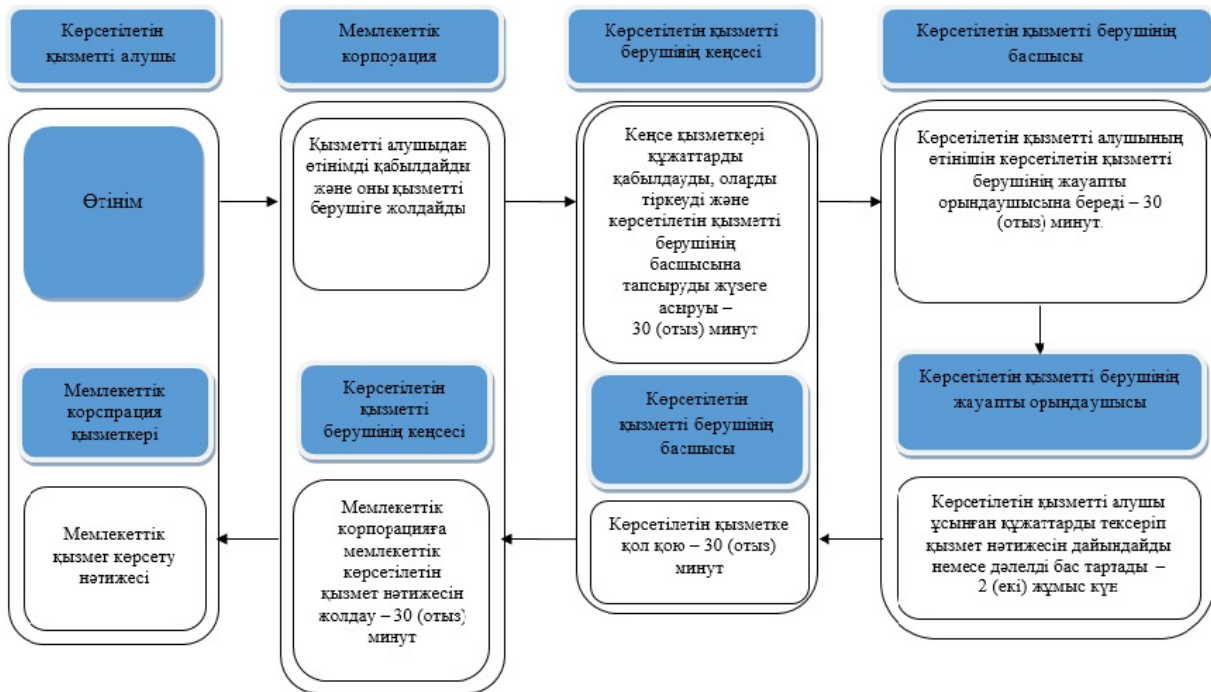 Көрсетілетін
қызметті алушы
Мемлекеттік
корпорация
Көрсетілетін қызметті
берушінің кеңсесі
Көрсетілетін қызметті берушінің
басшысы
Өтінім
Қызметті алушыдан
өтінімді қабылдайды
және оны қызметті
берушіге жолдайды
Кеңсе қызметкері
құжаттарды
қабылдауды, оларды
тіркеуді және
көрсетілетін қызметті
берушінің
басшысына
тапсыруды жүзеге
асыруы –
30 (отыз) минут
Көрсетілетін қызметті алушының
өтінішін көрсетілетін қызметті
берушінің жауапты
орындаушысына береді – 30
(отыз) минут.
Мемлекеттік
корспрация
қызметкері
Көрсетілетін
қызметті
берушінің кеңсесі
Көрсетілетін
қызметті берушінің
басшысы
Көрсетілетін қызметті берушінің
жауапты орындаушысы
Мемлекеттік
қызмет көрсету
нәтижесі
Мемлекеттік
корпорацияға
мемлекеттік
көрсетілетін
қызмет нәтижесін
жолдау – 30 (отыз)
минут
Көрсетілетін қызметке
қол қою – 30 (отыз)
минут
Көрсетілетін қызметті алушы
ұсынған құжаттарды тексеріп
қызмет нәтижесін дайындайды
немесе дәлелді бас тартады –
2 (екі) жұмыс күн